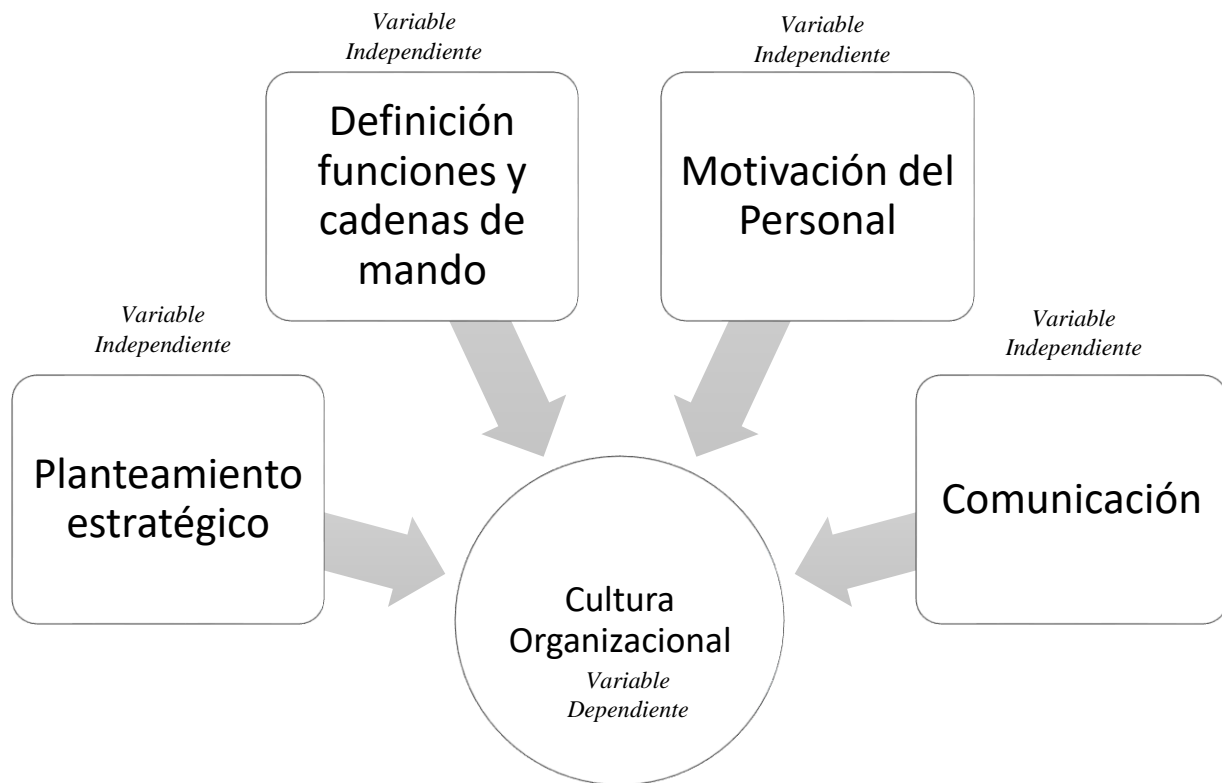 Variable
Independiente
Definición
funciones y
cadenas de
mando
Variable
Independiente
Motivación del
Personal
Variable
Independiente
Planteamiento
estratégico
Variable
Independiente
Comunicación
Cultura
Organizacional
Variable
Dependiente